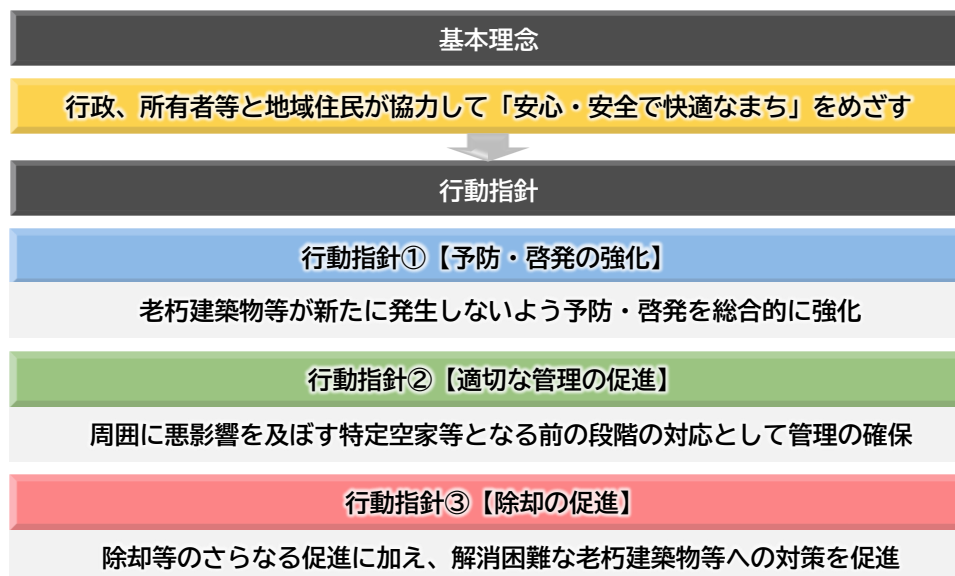 基本理念
行政、所有者等と地域住民が協力して「安心・安全で快適なまち」をめざす
行動指針
行動指針①【予防・啓発の強化】
老朽建築物等が新たに発生しないよう予防・啓発を総合的に強化
行動指針②【適切な管理の促進】
周囲に悪影響を及ぼす特定空家等となる前の段階の対応として管理の確保
行動指針③【除却の促進】
除却等のさらなる促進に加え、解消困難な老朽建築物等への対策を促進